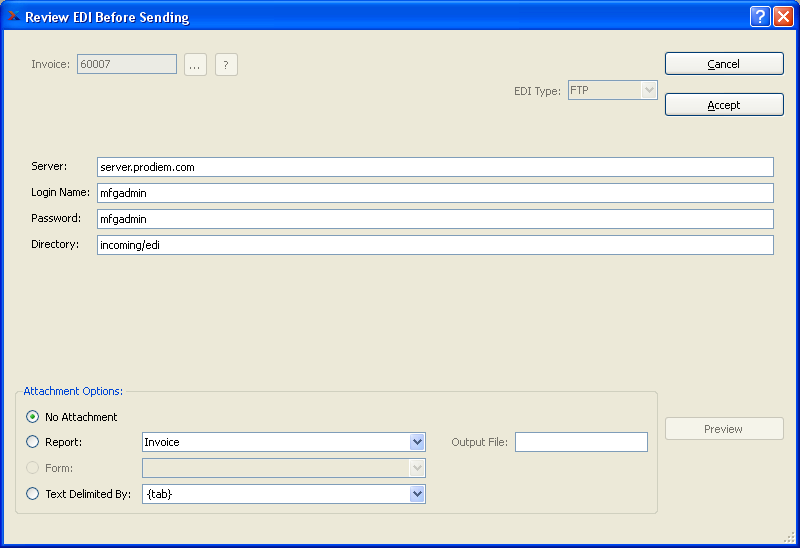 Review EDI Before Sending
Invoice: 60007 ... ?
Cancel
EDI Type: FTP
Accept
Server: server.prodiem.com
Login Name: mfgadmin
Password: mfgadmin
Directory: incoming/edi
Attachment Options:
No Attachment
Report: Invoice Output File:
Preview
Form:
Text Delimited By: {tab}